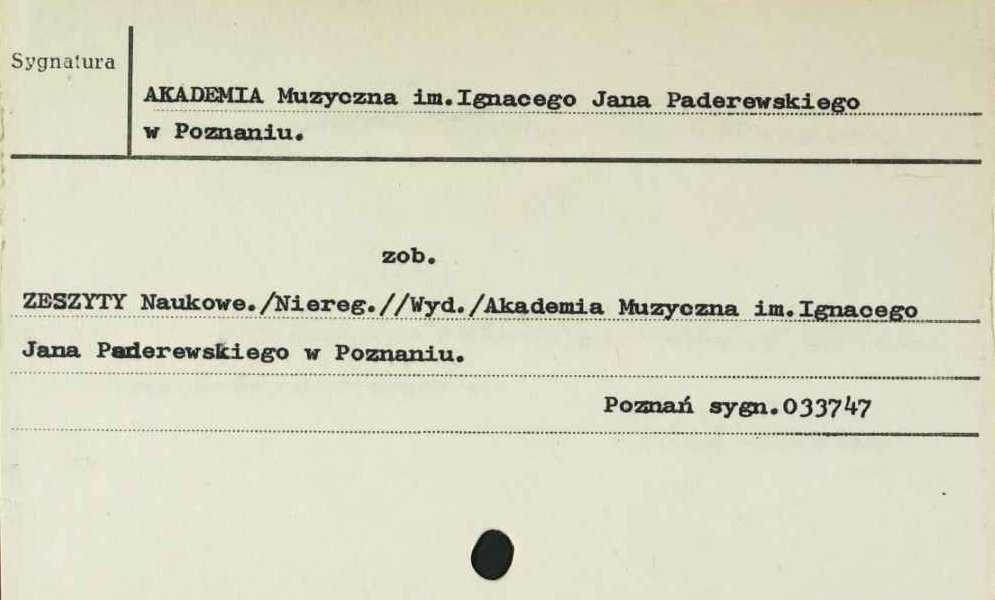 Sygnatura
AKADEMIA Muzyczna im.Ignacego Jana Paderewskiego
w Poznaniu.
zob.
ZESZYTY Naukowe./Niereg.//Wyd./Akademia Muzyczna im.Ignacego
Jana Paderewskiego w Poznaniu.
Poznań sygn.033747